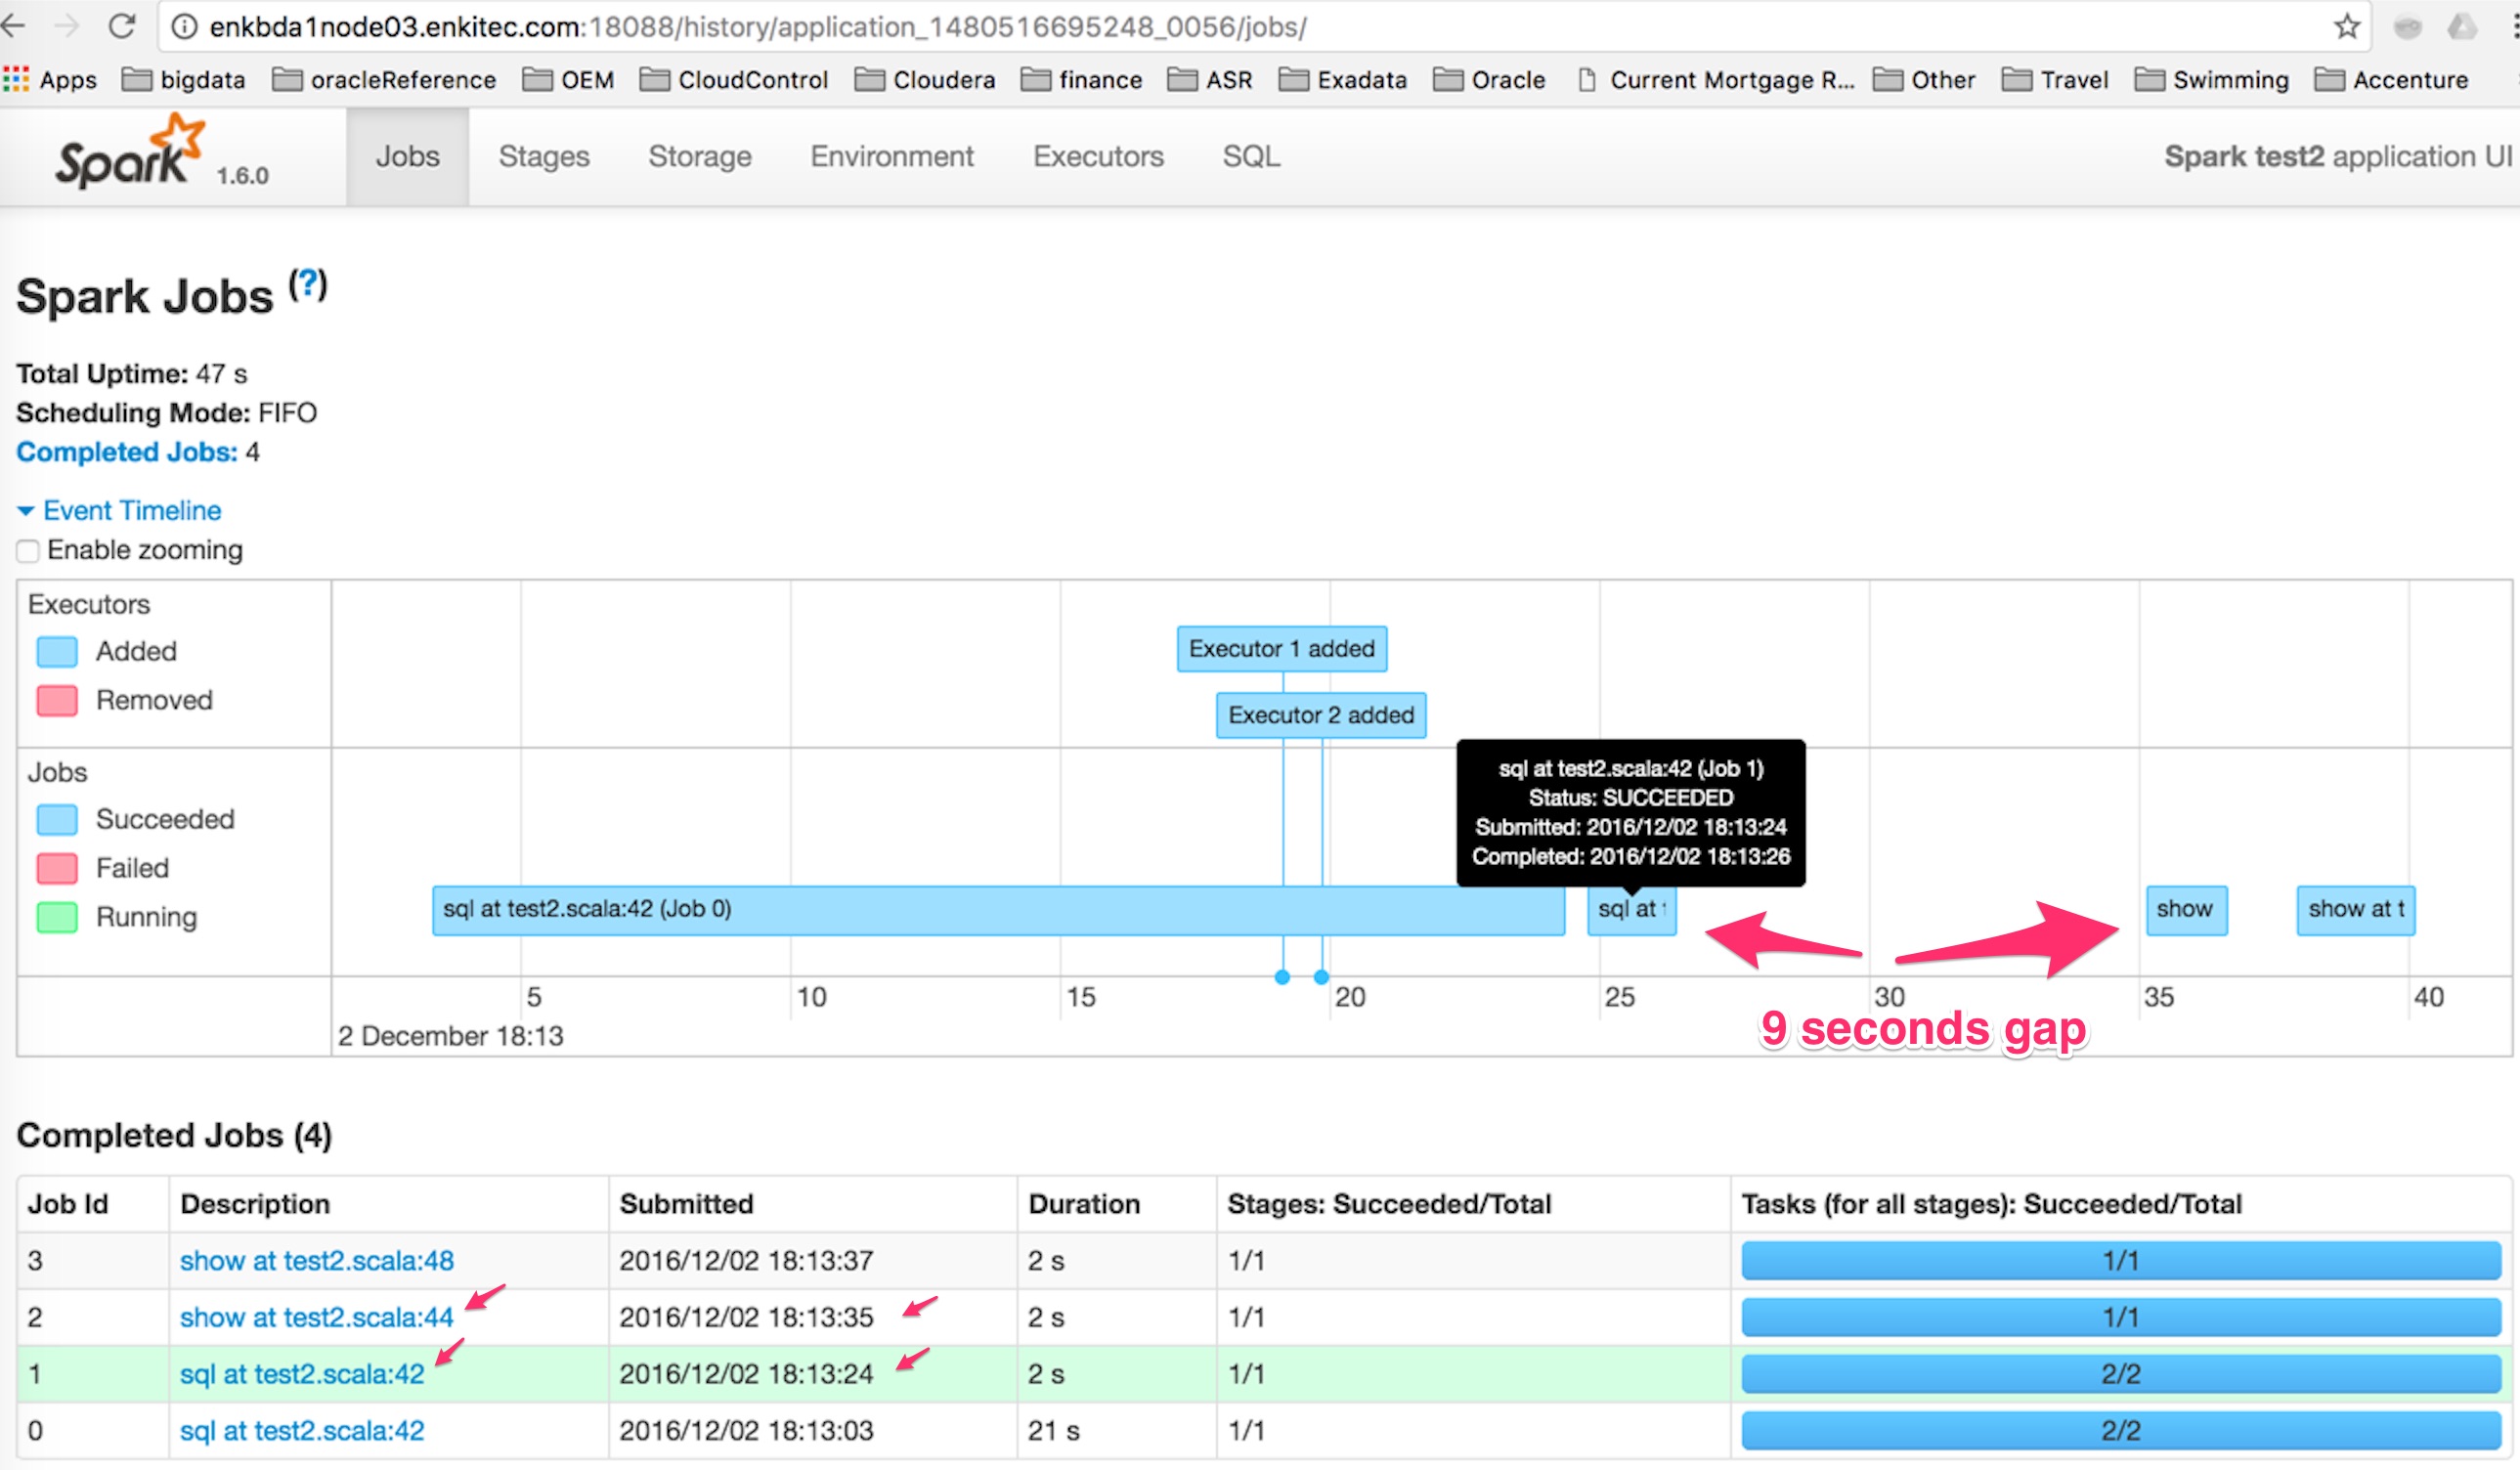 enkbda1node03.enkitec.com:18088/history/application_1480516695248_0056/jobs/
Apps bigdata oracleReference OEM CloudControl Cloudera finance ASR Exadata Oracle Current Mortgage R... Other Travel Swimming Accenture
Spark 1.6.0 Jobs Stages Storage Environment Executors SQL Spark test2 application UI
Spark Jobs (?)
Total Uptime: 47 s
Scheduling Mode: FIFO
Completed Jobs: 4
Event Timeline
Enable zooming
Executors
Added
Removed
Executor 1 added
Executor 2 added
Jobs
Succeeded
Failed
Running
sql at test2.scala:42 (Job 1)
Status: SUCCEEDED
Submitted: 2016/12/02 18:13:24
Completed: 2016/12/02 18:13:26
sql at test2.scala:42 (Job 0) sql at show show at t
5 10 15 20 25 30 35 40
2 December 18:13
9 seconds gap
Completed Jobs (4)
Job Id Description Submitted Duration Stages: Succeeded/Total Tasks (for all stages): Succeeded/Total
3 show at test2.scala:48 2016/12/02 18:13:37 2 s 1/1 1/1
2 show at test2.scala:44 2016/12/02 18:13:35 2 s 1/1 1/1
1 sql at test2.scala:42 2016/12/02 18:13:24 2 s 1/1 2/2
0 sql at test2.scala:42 2016/12/02 18:13:03 21 s 1/1 2/2